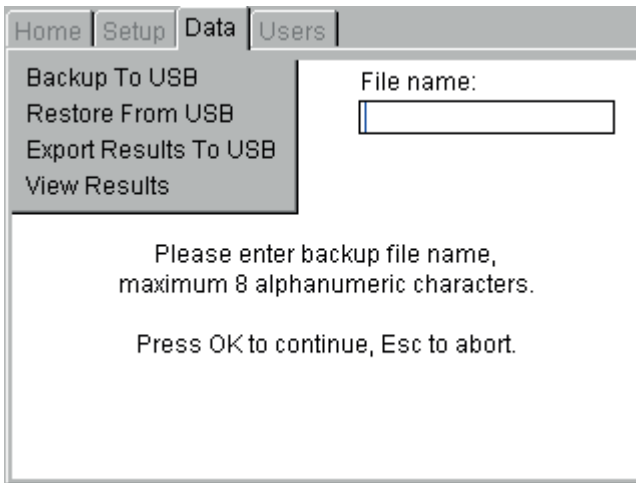 Home Setup Data Users
Backup To USB
Restore From USB
Export Results To USB
View Results
File name:
Please enter backup file name,
maximum 8 alphanumeric characters.
Press OK to continue, Esc to abort.